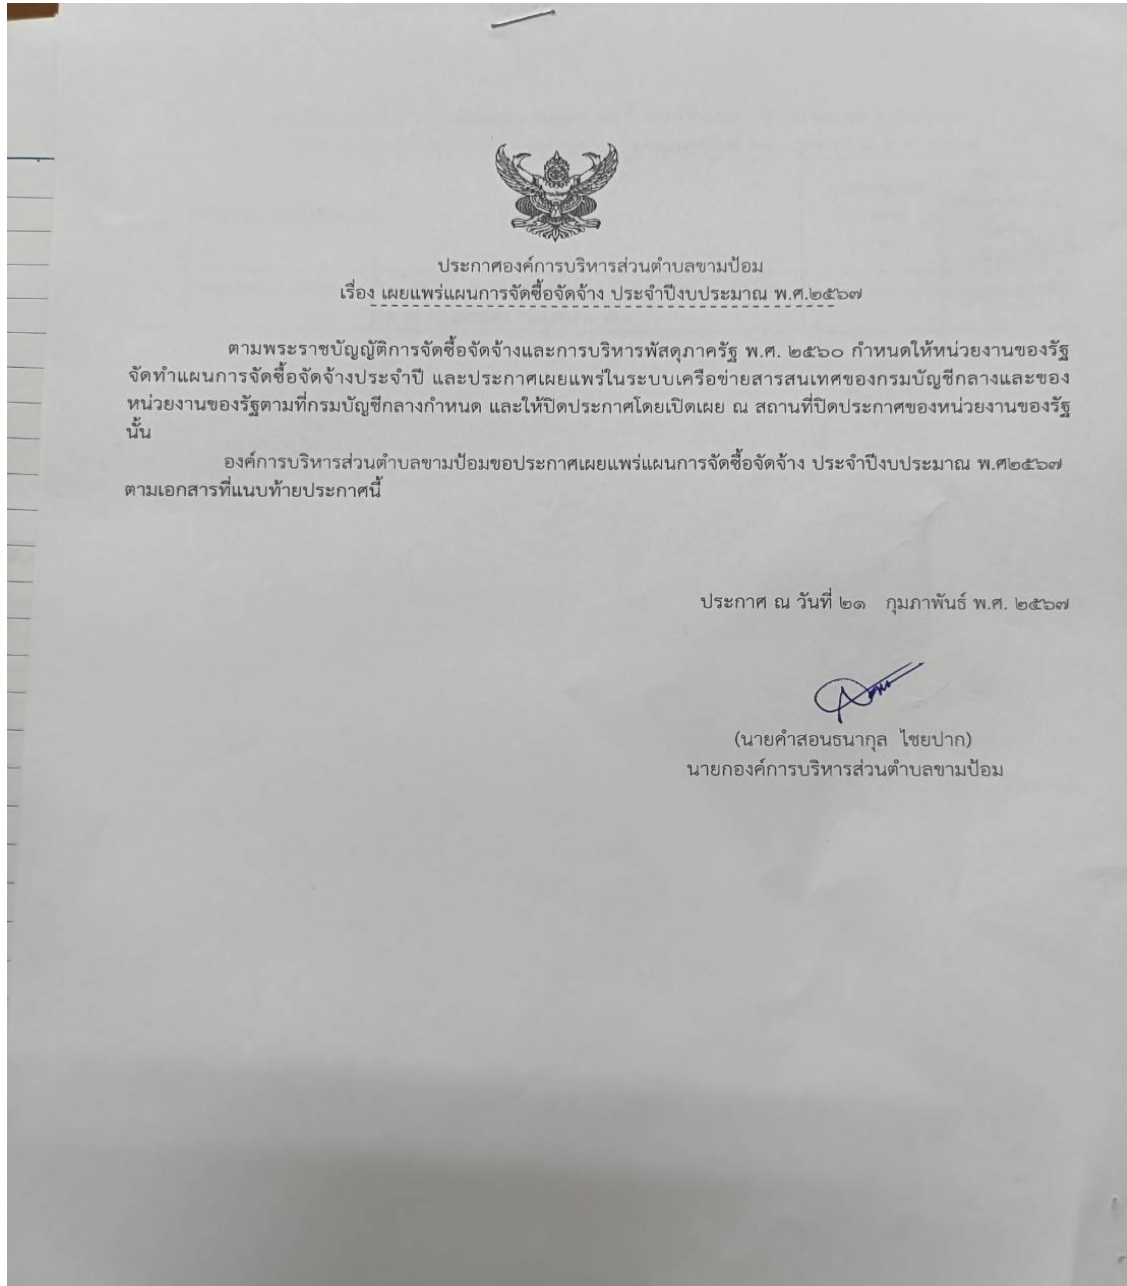 ประกาศองค์การบริหารส่วนตำบลขามป้อม
เรื่อง เผยแพร่แผนการจัดซื้อจัดจ้าง ประจำปีงบประมาณ พ.ศ.๒๕๖๗
ตามพระราชบัญญัติการจัดซื้อจัดจ้างและการบริหารพัสดุภาครัฐ พ.ศ. ๒๕๖๐ กำหนดให้หน่วยงานของรัฐ
จัดทำแผนการจัดซื้อจัดจ้างประจำปี และประกาศเผยแพร่ในระบบเครือข่ายสารสนเทศของกรมบัญชีกลางและของ
หน่วยงานของรัฐตามที่กรมบัญชีกลางกำหนด และให้ปิดประกาศโดยเปิดเผย ณ สถานที่ปิดประกาศของหน่วยงานของรัฐ
นั้น
องค์การบริหารส่วนตำบลขามป้อมขอประกาศเผยแพร่แผนการจัดซื้อจัดจ้าง ประจำปีงบประมาณ พ.ศ๒๕๖๗
ตามเอกสารที่แนบท้ายประกาศนี้
ประกาศ ณ วันที่ ๒๑ กุมภาพันธ์ พ.ศ. ๒๕๖๗
(นายคำสอนธนากุล ไชยปาก)
นายกองค์การบริหารส่วนตำบลขามป้อม